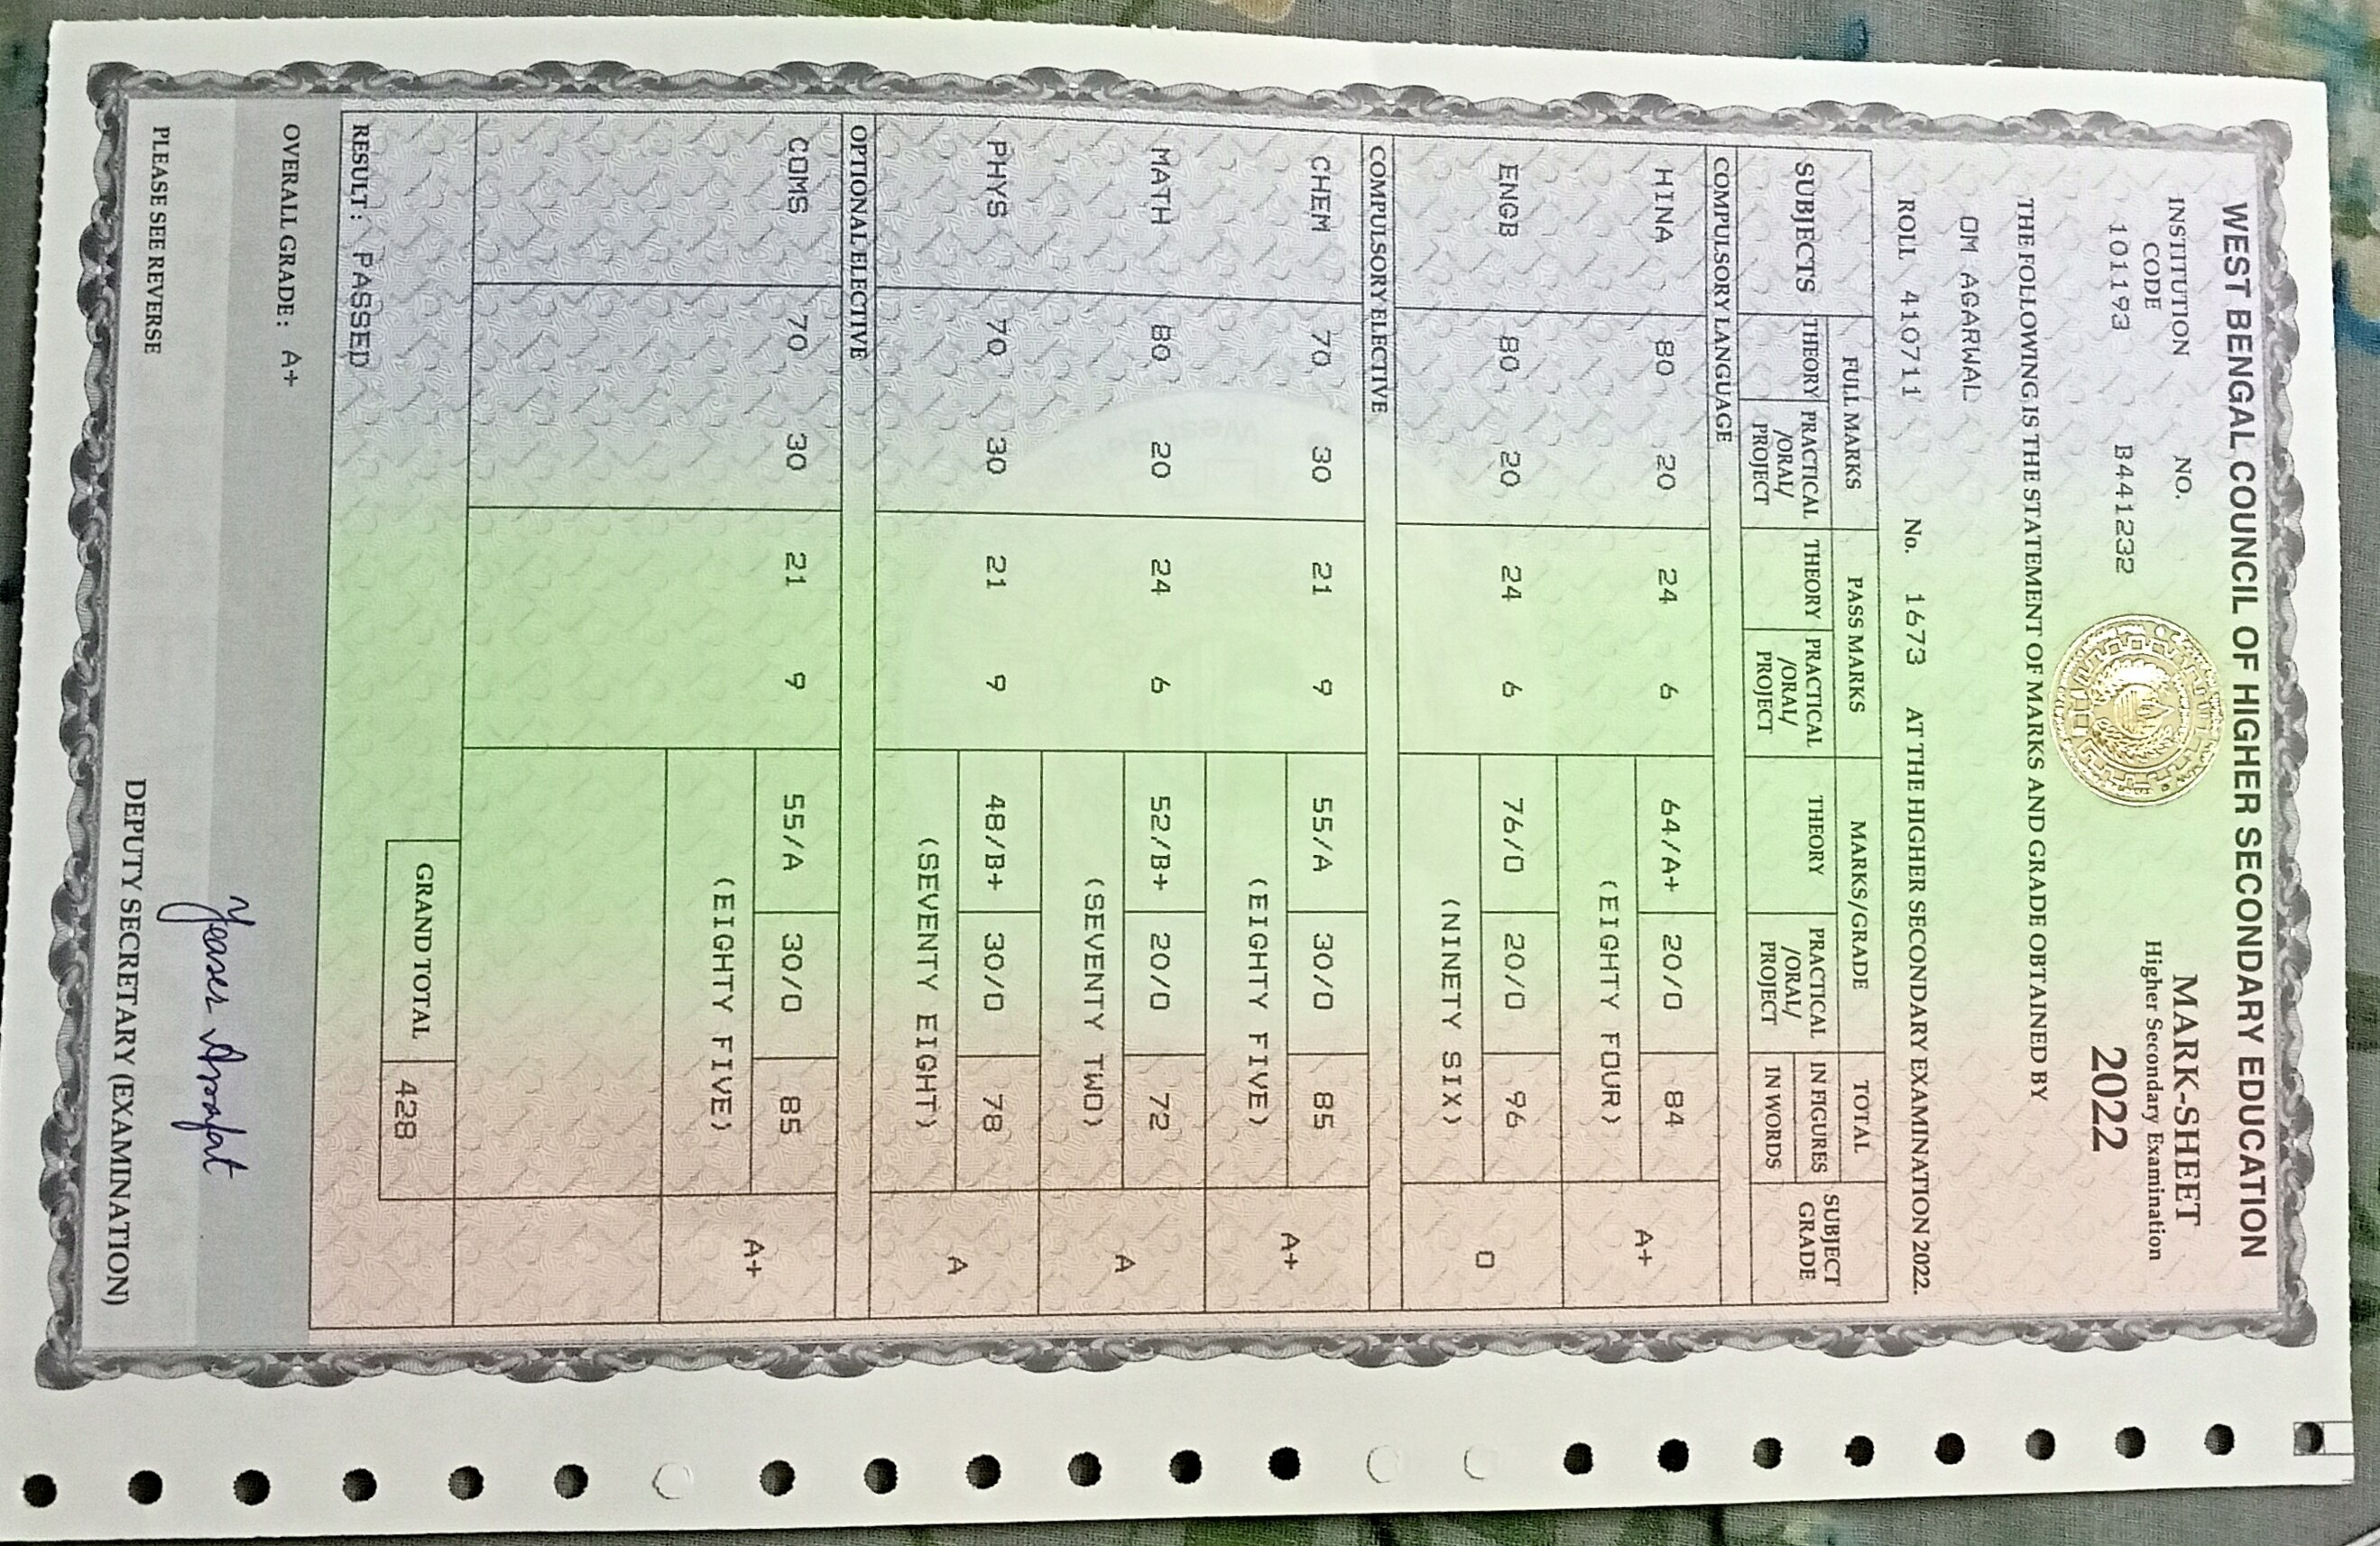 WEST BENGAL COUNCIL OF HIGHER SECONDARY EDUCATION
INSTITUTION CODE NO.
101193 B441232
MARK-SHEET
Higher Secondary Examination
2022
THE FOLLOWING IS THE STATEMENT OF MARKS AND GRADE OBTAINED BY
OM AGARWAL
ROLL 410711 No. 1673 AT THE HIGHER SECONDARY EXAMINATION 2022.
SUBJECTS FULL MARKS PASS MARKS MARKS/GRADE TOTAL SUBJECT GRADE
THEORY PRACTICAL /ORAL/ PROJECT THEORY PRACTICAL /ORAL/ PROJECT THEORY PRACTICAL /ORAL/ PROJECT IN FIGURES
IN WORDS
COMPULSORY LANGUAGE
HINA 80 20 24 6 64/A+ 20/O 84 A+
(EIGHTY FOUR)
ENGB 80 20 24 6 76/O 20/O 96 O
(NINETY SIX)
COMPULSORY ELECTIVE
CHEM 70 30 21 9 55/A 30/O 85 A+
(EIGHTY FIVE)
MATH 80 20 24 6 52/B+ 20/O 72 A
(SEVENTY TWO)
PHYS 70 30 21 9 48/B+ 30/O 78 A
(SEVENTY EIGHT)
OPTIONAL ELECTIVE
COMS 70 30 21 9 55/A 30/O 85 A+
(EIGHTY FIVE)
GRAND TOTAL 428
RESULT: PASSED
OVERALL GRADE: A+
Yeaser Arrafat
PLEASE SEE REVERSE
DEPUTY SECRETARY (EXAMINATION)